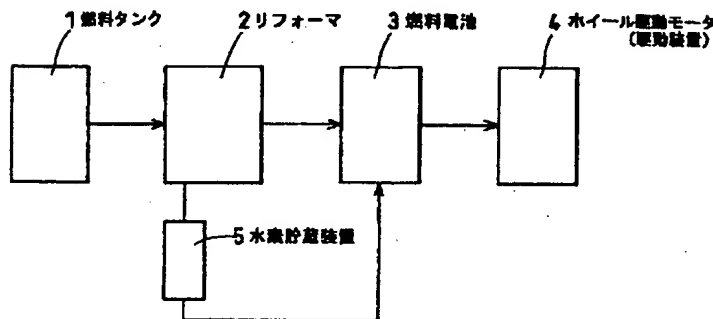 1 燃料タンク
2 リフォーマ
3 燃料電池
4 ホイール駆動モータ
(駆動装置)
5 水素貯蔵装置